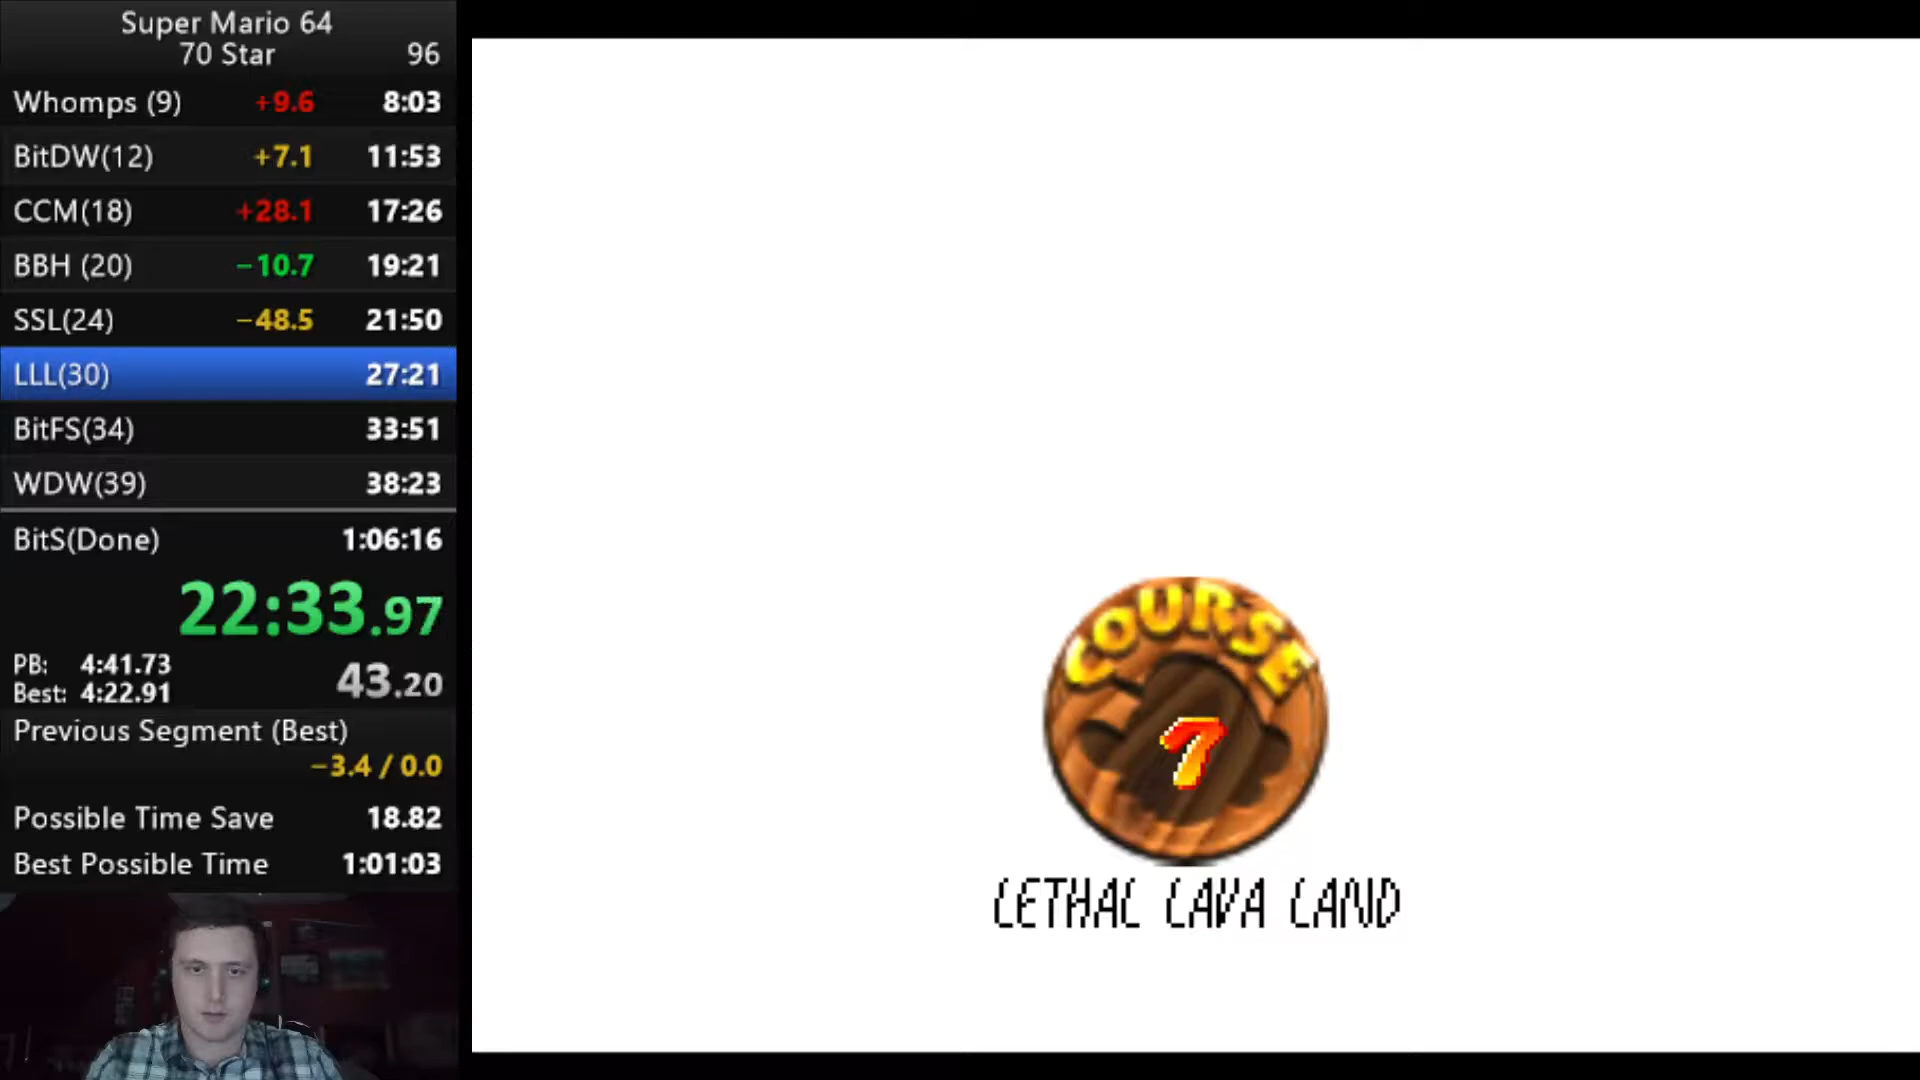 Super Mario 64
70 Star 96
Whomps (9) +9.6 8:03
BitDW(12) +7.1 11:53
CCM(18) +28.1 17:26
BBH (20) −10.7 19:21
SSL(24) −48.5 21:50
LLL(30) 27:21
BitFS(34) 33:51
WDW(39) 38:23
BitS(Done) 1:06:16
22:33.97
PB: 4:41.73
Best: 4:22.91
43.20
Previous Segment (Best)
−3.4 / 0.0
Possible Time Save 18.82
Best Possible Time 1:01:03
COURSE
7
LETHAL LAVA LAND